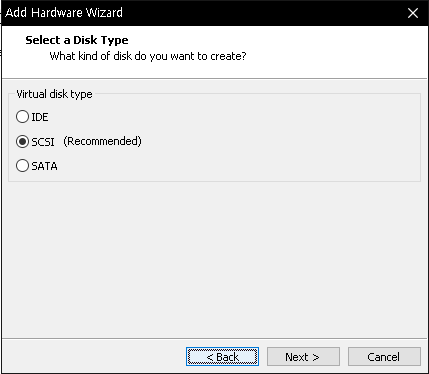 Add Hardware Wizard
Select a Disk Type
What kind of disk do you want to create?
Virtual disk type
IDE
SCSI (Recommended)
SATA
< Back Next > Cancel